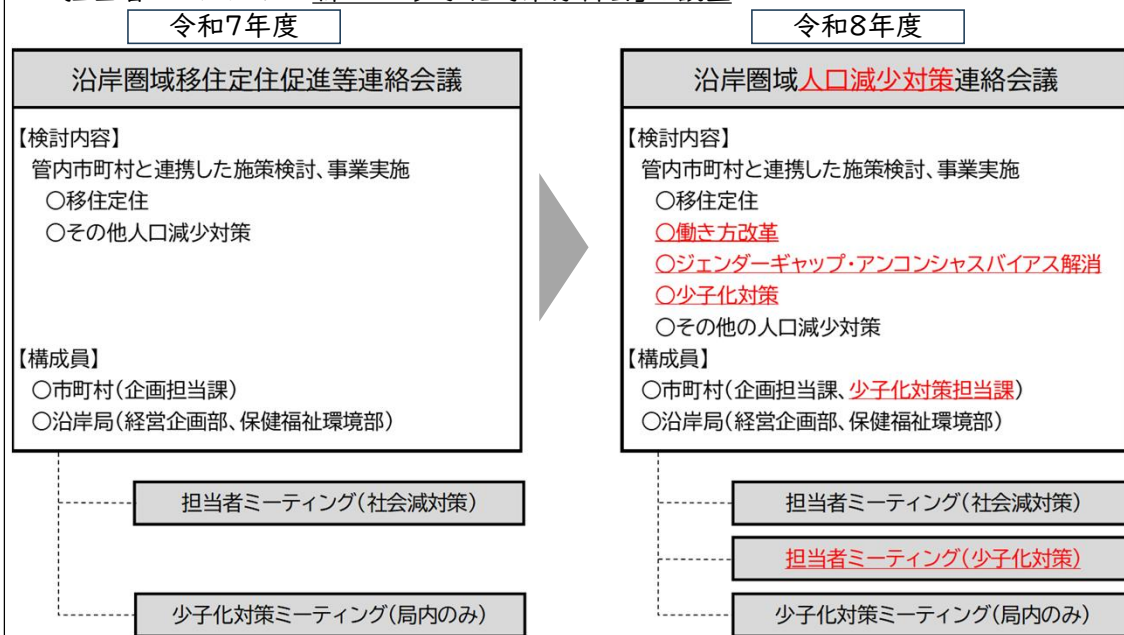 令和7年度
沿岸圏域移住定住促進等連絡会議
【検討内容】
管内市町村と連携した施策検討、事業実施
○移住定住
○その他人口減少対策
【構成員】
○市町村(企画担当課)
○沿岸局(経営企画部、保健福祉環境部)
担当者ミーティング(社会減対策)
少子化対策ミーティング(局内のみ)
令和8年度
沿岸圏域人口減少対策連絡会議
【検討内容】
管内市町村と連携した施策検討、事業実施
○移住定住
○働き方改革
○ジェンダーギャップ・アンコンシャスバイアス解消
○少子化対策
○その他の人口減少対策
【構成員】
○市町村(企画担当課、少子化対策担当課)
○沿岸局(経営企画部、保健福祉環境部)
担当者ミーティング(社会減対策)
担当者ミーティング(少子化対策)
少子化対策ミーティング(局内のみ)